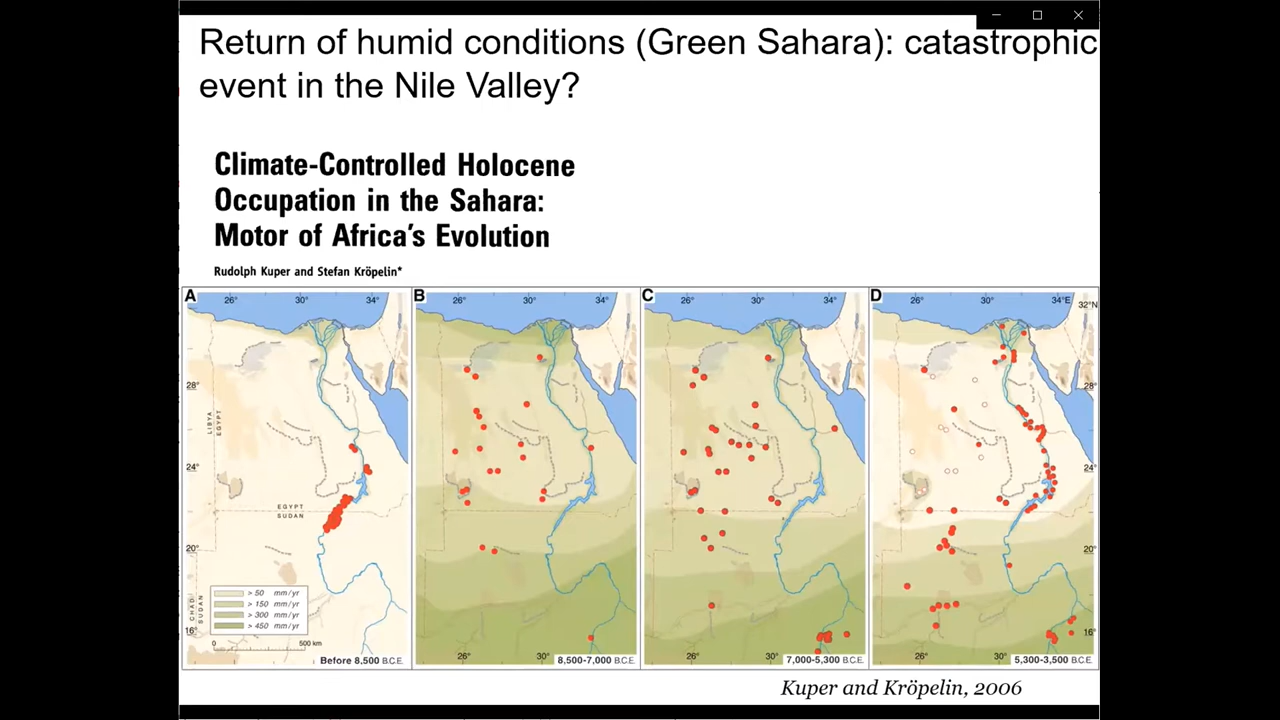 Return of humid conditions (Green Sahara): catastrophic
event in the Nile Valley?
Climate-Controlled Holocene
Occupation in the Sahara:
Motor of Africa's Evolution
Rudolph Kuper and Stefan Kröpelin*
A
26°
30°
34°
28°
24°
20°
16°
LIBYA
EGYPT
EGYPT
SUDAN
CHAD
SUDAN
> 50 mm/yr
> 150 mm/yr
> 300 mm/yr
> 450 mm/yr
0
500 km
Before 8,500 B.C.E.
B
26°
30°
34°
26°
30°
8,500-7,000 B.C.E.
C
26°
30°
34°
26°
30°
7,000-5,300 B.C.E.
D
26°
30°
34°E
32°N
28°
24°
20°
16°
26°
30°
5,300-3,500 B.C.E.
Kuper and Kröpelin, 2006